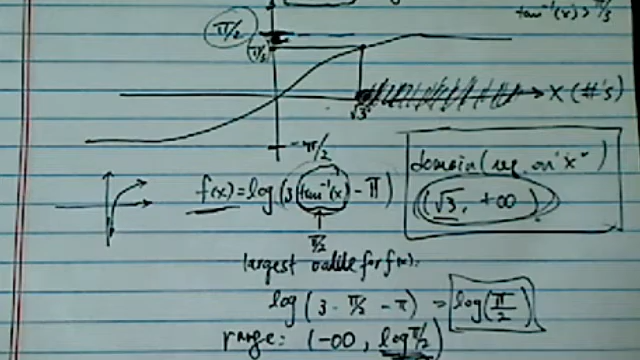 tan⁻¹(x) > π/3
π/2
π/3
√3
X (#'s)
-π/2
domain (req. on "x")
(√3, +∞)
f(x) = log(3 tan⁻¹(x) - π)
π/2
largest value for f(x):
log(3 · π/2 - π) = log(π/2)
range: (-∞, log π/2)